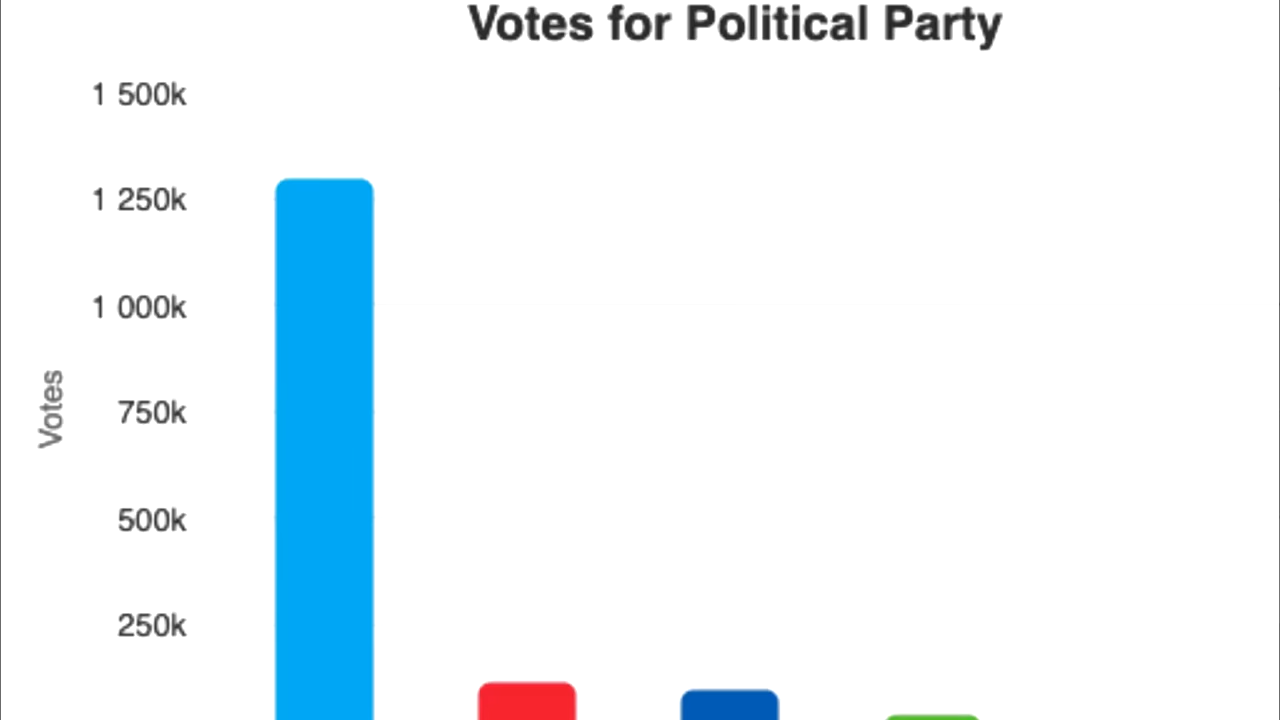 Votes for Political Party
1 500k
1 250k
1 000k
750k
500k
250k
Votes